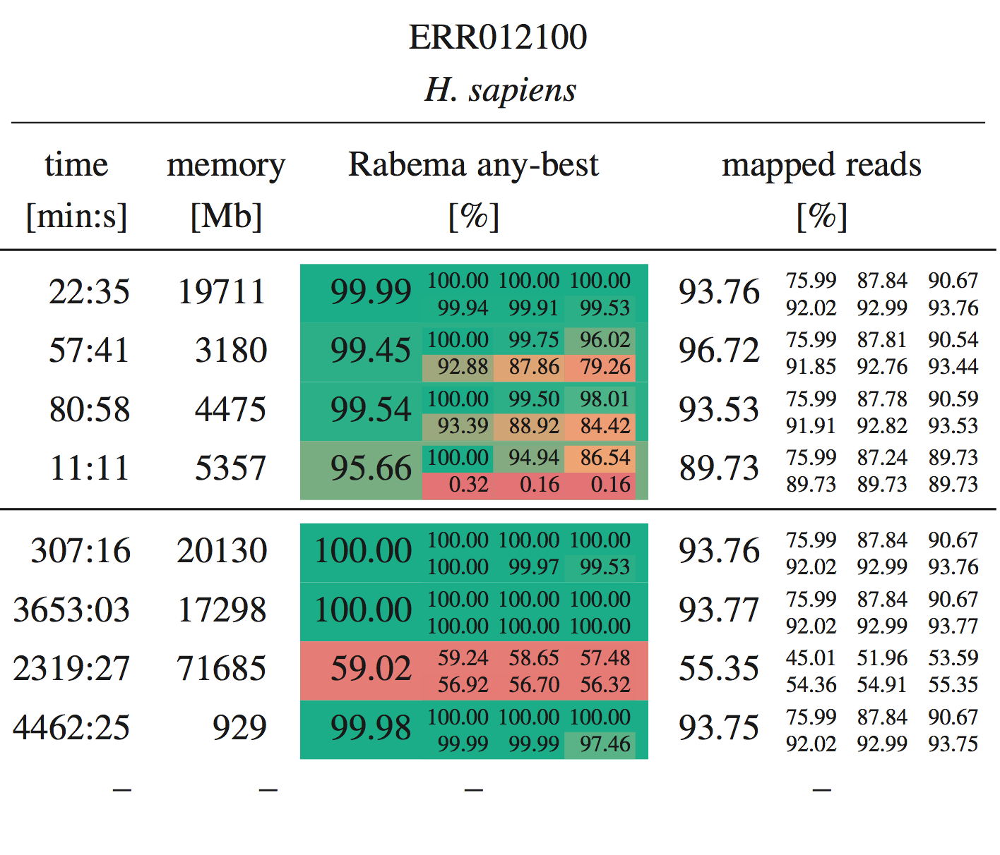 ERR012100
H. sapiens
time memory Rabema any-best mapped reads
[min:s] [Mb] [%] [%]
22:35 19711 99.99 100.00 100.00 100.00 93.76 75.99 87.84 90.67
99.94 99.91 99.53 92.02 92.99 93.76
57:41 3180 99.45 100.00 99.75 96.02 96.72 75.99 87.81 90.54
92.88 87.86 79.26 91.85 92.76 93.44
80:58 4475 99.54 100.00 99.50 98.01 93.53 75.99 87.78 90.59
93.39 88.92 84.42 91.91 92.82 93.53
11:11 5357 95.66 100.00 94.94 86.54 89.73 75.99 87.24 89.73
0.32 0.16 0.16 89.73 89.73 89.73
307:16 20130 100.00 100.00 100.00 100.00 93.76 75.99 87.84 90.67
100.00 99.97 99.53 92.02 92.99 93.76
3653:03 17298 100.00 100.00 100.00 100.00 93.77 75.99 87.84 90.67
100.00 100.00 100.00 92.02 92.99 93.77
2319:27 71685 59.02 59.24 58.65 57.48 55.35 45.01 51.96 53.59
56.92 56.70 56.32 54.36 54.91 55.35
4462:25 929 99.98 100.00 100.00 100.00 93.75 75.99 87.84 90.67
99.99 99.99 97.46 92.02 92.99 93.75
– – – –